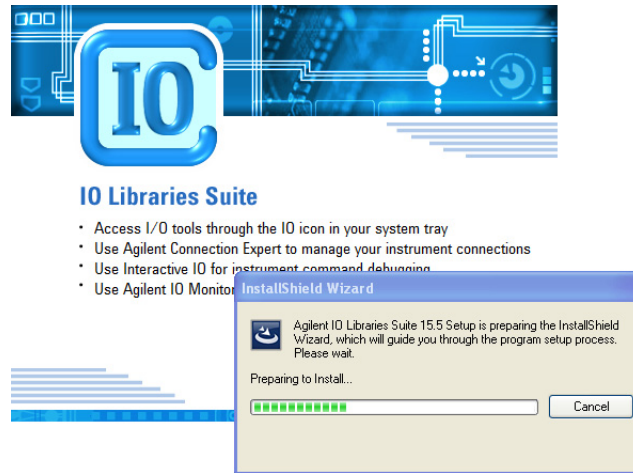 IO
IO Libraries Suite
· Access I/O tools through the IO icon in your system tray
· Use Agilent Connection Expert to manage your instrument connections
· Use Interactive IO for instrument command debugging
· Use Agilent IO Monitor
InstallShield Wizard
Agilent IO Libraries Suite 15.5 Setup is preparing the InstallShield
Wizard, which will guide you through the program setup process.
Please wait.
Preparing to Install...
Cancel